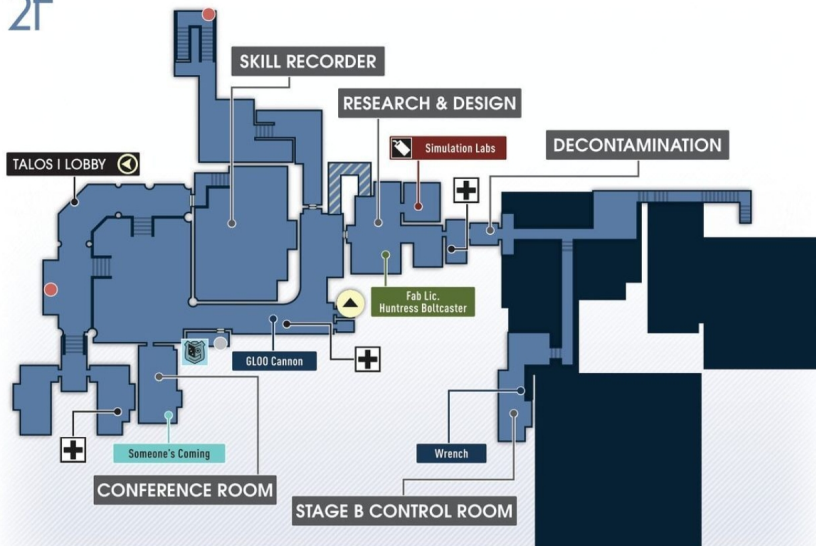 2F
SKILL RECORDER
RESEARCH & DESIGN
Simulation Labs
DECONTAMINATION
TALOS I LOBBY
Fab Lic.
Huntress Boltcaster
GLOO Cannon
Someone's Coming
Wrench
CONFERENCE ROOM
STAGE B CONTROL ROOM